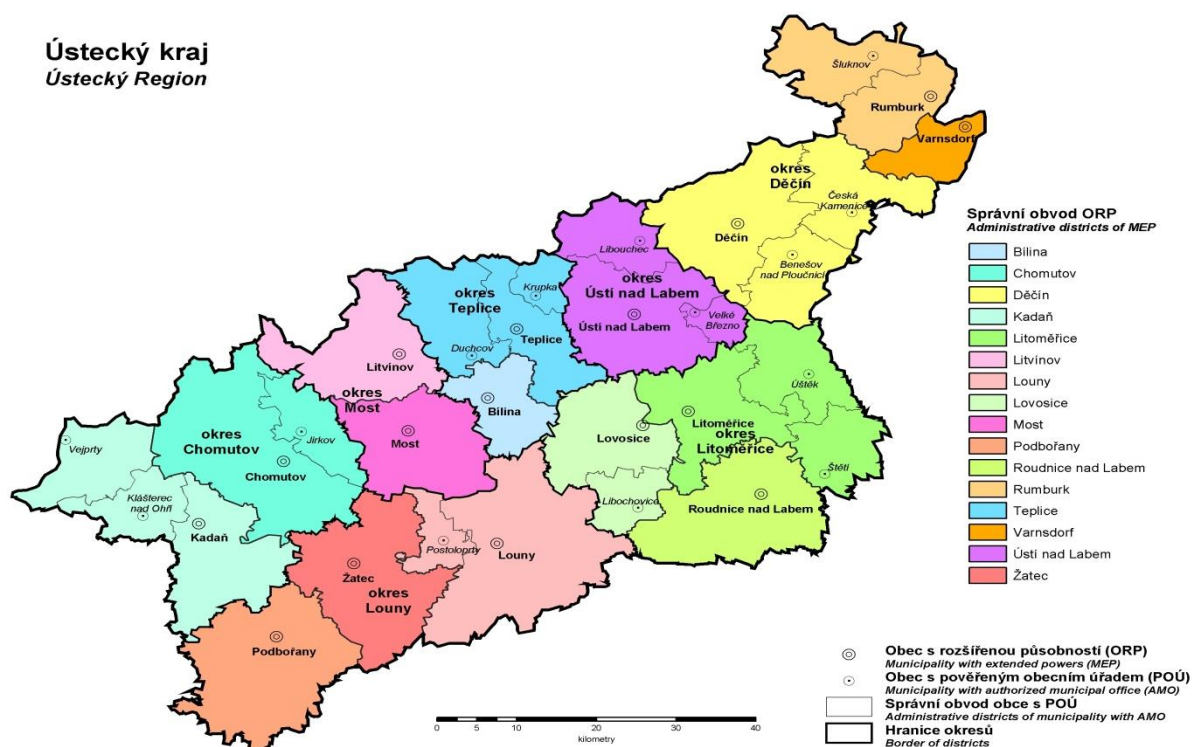 Ústecký kraj
Ústecký Region
Šluknov
Rumburk
Varnsdorf
okres
Děčín
Česká
Kamenice
Děčín
Benešov
nad Ploučnicí
Libouchec
okres
Ústí nad Labem
Ústí nad Labem
Velké
Březno
okres
Teplice
Krupka
Teplice
Duchcov
Litvínov
okres
Most
Most
Bílina
Lovosice
Litoměřice
okres
Litoměřice
Úštěk
Štětí
Libochovice
Roudnice nad Labem
okres
Chomutov
Jirkov
Chomutov
Vejprty
Klášterec
nad Ohří
Kadaň
Postoloprty
Louny
Žatec
okres
Louny
Podbořany
Správní obvod ORP
Administrative districts of MEP
Bílina
Chomutov
Děčín
Kadaň
Litoměřice
Litvínov
Louny
Lovosice
Most
Podbořany
Roudnice nad Labem
Rumburk
Teplice
Varnsdorf
Ústí nad Labem
Žatec
Obec s rozšířenou působností (ORP)
Municipality with extended powers (MEP)
Obec s pověřeným obecním úřadem (POÚ)
Municipality with authorized municipal office (AMO)
Správní obvod obce s POÚ
Administrative districts of municipality with AMO
Hranice okresů
Border of districts
0 5 10 20 30 40
kilometry